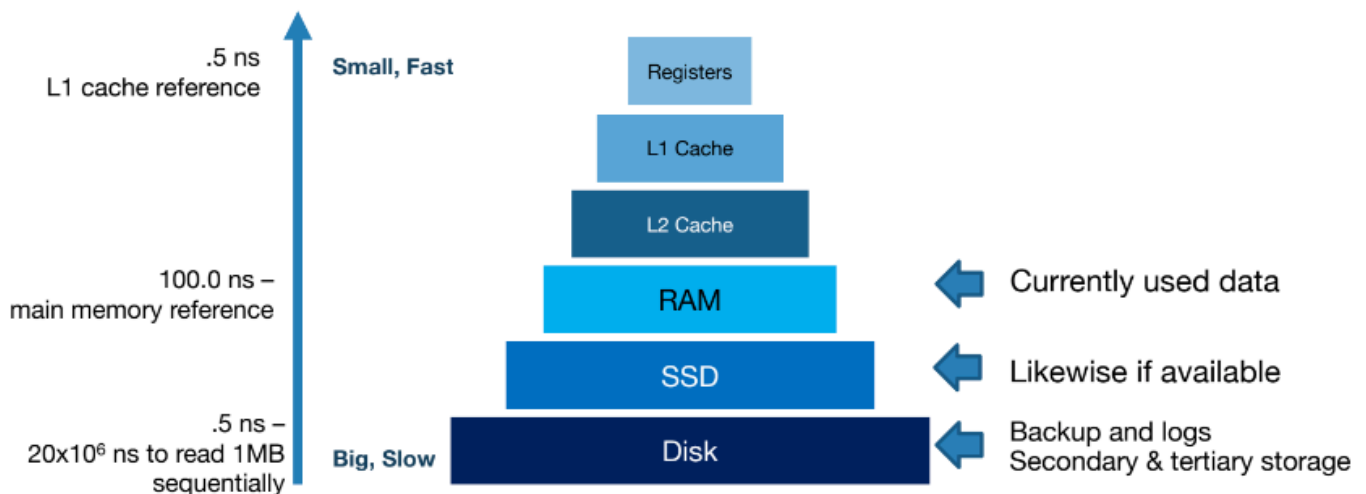 .5 ns
L1 cache reference
Small, Fast
Registers
L1 Cache
L2 Cache
100.0 ns –
main memory reference
RAM
Currently used data
SSD
Likewise if available
.5 ns –
20x10⁶ ns to read 1MB
sequentially
Big, Slow
Disk
Backup and logs
Secondary & tertiary storage